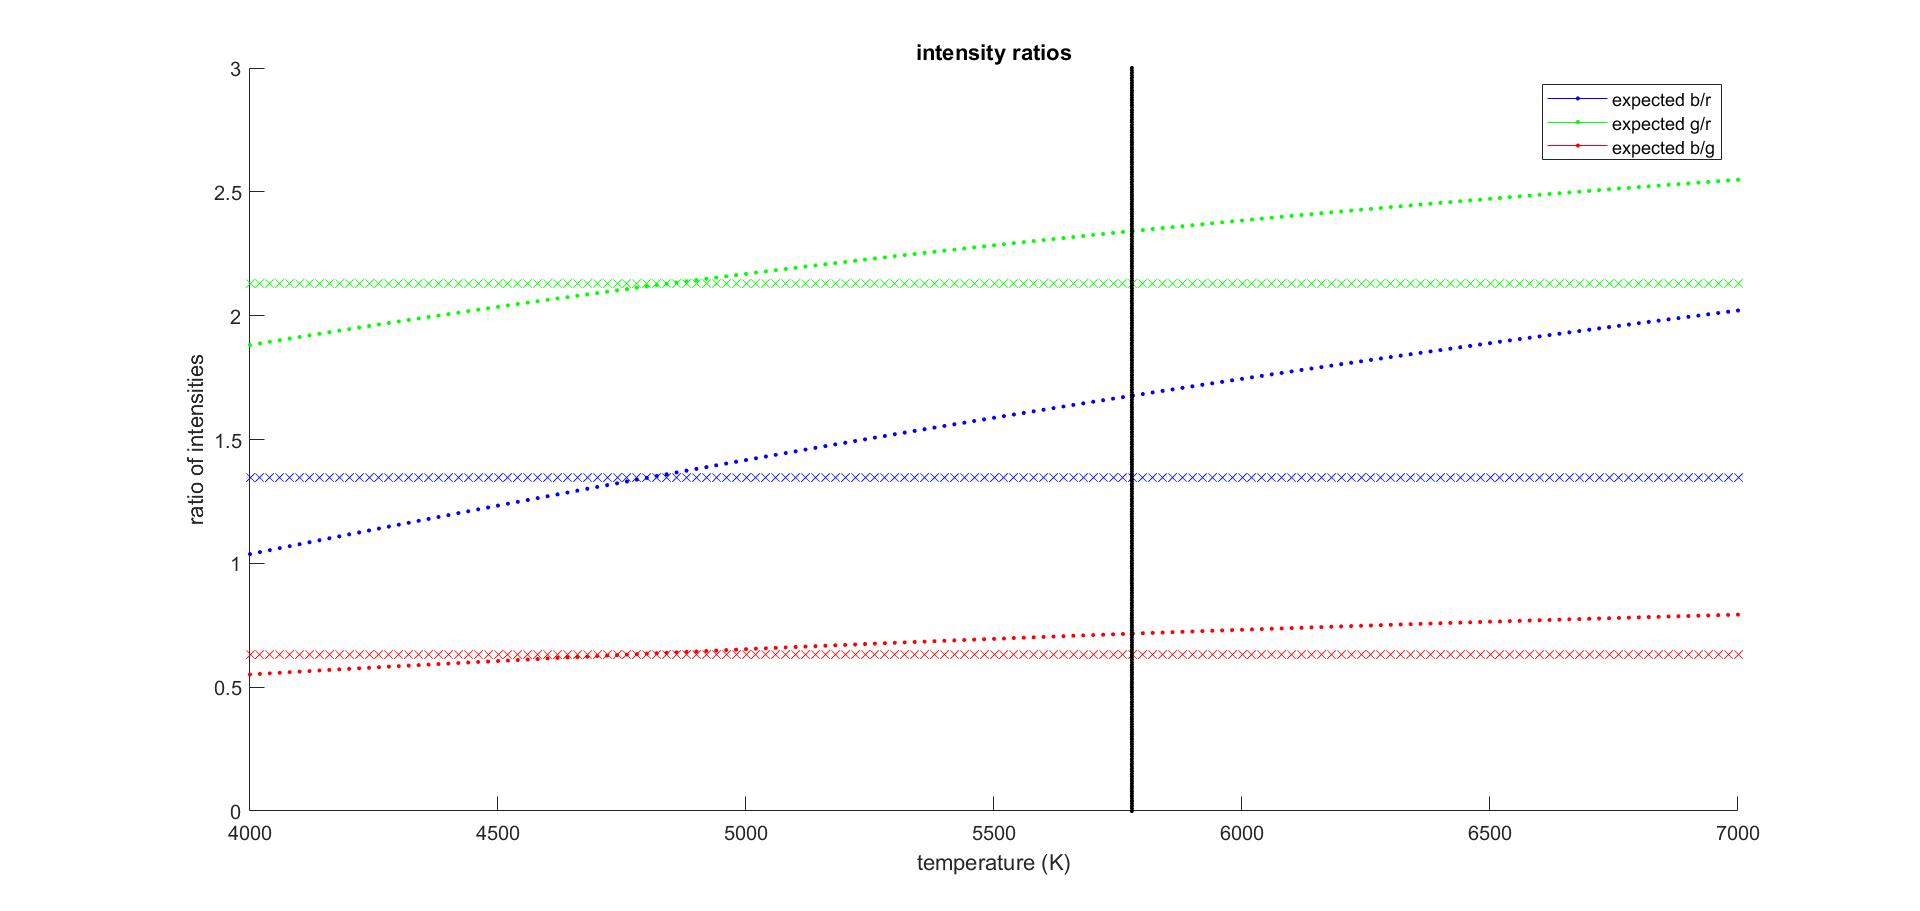 intensity ratios
3
2.5
2
1.5
1
0.5
0
ratio of intensities
expected b/r
expected g/r
expected b/g
4000 4500 5000 5500 6000 6500 7000
temperature (K)